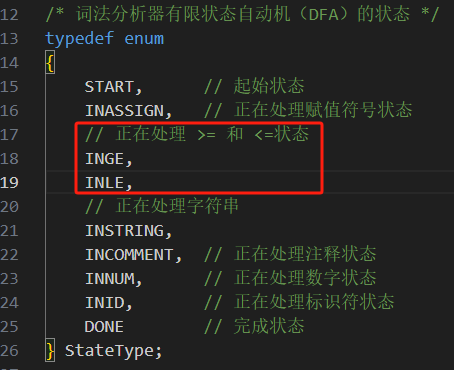 12 /* 词法分析器有限状态自动机（DFA）的状态 */
13 typedef enum
14 {
15     START,      // 起始状态
16     INASSIGN,   // 正在处理赋值符号状态
17     // 正在处理 >= 和 <=状态
18     INGE,
19     INLE,
20     // 正在处理字符串
21     INSTRING,
22     INCOMMENT,  // 正在处理注释状态
23     INNUM,      // 正在处理数字状态
24     INID,       // 正在处理标识符状态
25     DONE        // 完成状态
26 } StateType;